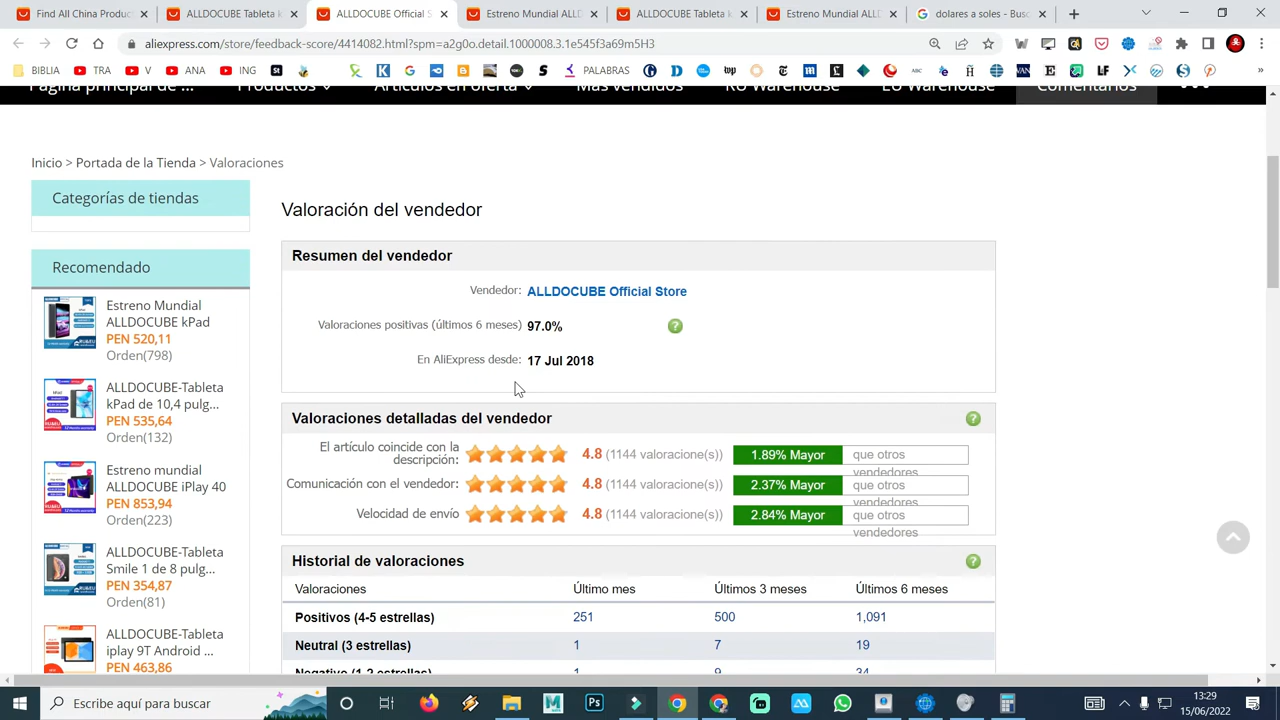 Find All China Produc
ALLDOCUBE Tableta k
ALLDOCUBE Official S
Estreno Mundial ALLD
ALLDOCUBE Tableta k
Estreno Mundial ALLD
dolares a soles - Busc
aliexpress.com/store/feedback-score/4414082.html?spm=a2g0o.detail.1000108.3.1e545f3a69m5H3
BIBLIA
TRA
V
ANA
ING
PALABRAS
Página principal de ...
Productos
Artículos en oferta
Más vendidos
RU Warehouse
EU Warehouse
Comentarios
Inicio > Portada de la Tienda > Valoraciones
Categorías de tiendas
Recomendado
Estreno Mundial
ALLDOCUBE kPad
PEN 520,11
Orden(798)
ALLDOCUBE-Tableta
kPad de 10,4 pulg...
PEN 535,64
Orden(132)
Estreno mundial
ALLDOCUBE IPlay 40
PEN 853,94
Orden(223)
ALLDOCUBE-Tableta
Smile 1 de 8 pulg...
PEN 354,87
Orden(81)
ALLDOCUBE-Tableta
iplay 9T Android ...
PEN 463,86
Valoración del vendedor
Resumen del vendedor
Vendedor: ALLDOCUBE Official Store
Valoraciones positivas (últimos 6 meses) 97.0%
En AliExpress desde: 17 Jul 2018
Valoraciones detalladas del vendedor
El artículo coincide con la
descripción: 4.8 (1144 valoracione(s)) 1.89% Mayor que otros
vendedores
Comunicación con el vendedor: 4.8 (1144 valoracione(s)) 2.37% Mayor que otros
vendedores
Velocidad de envío 4.8 (1144 valoracione(s)) 2.84% Mayor que otros
vendedores
Historial de valoraciones
Valoraciones Último mes Últimos 3 meses Últimos 6 meses
Positivos (4-5 estrellas) 251 500 1,091
Neutral (3 estrellas) 1 7 19
Negativo (1-2 estrellas) 1 9 34
Escribe aquí para buscar
13:29
15/06/2022